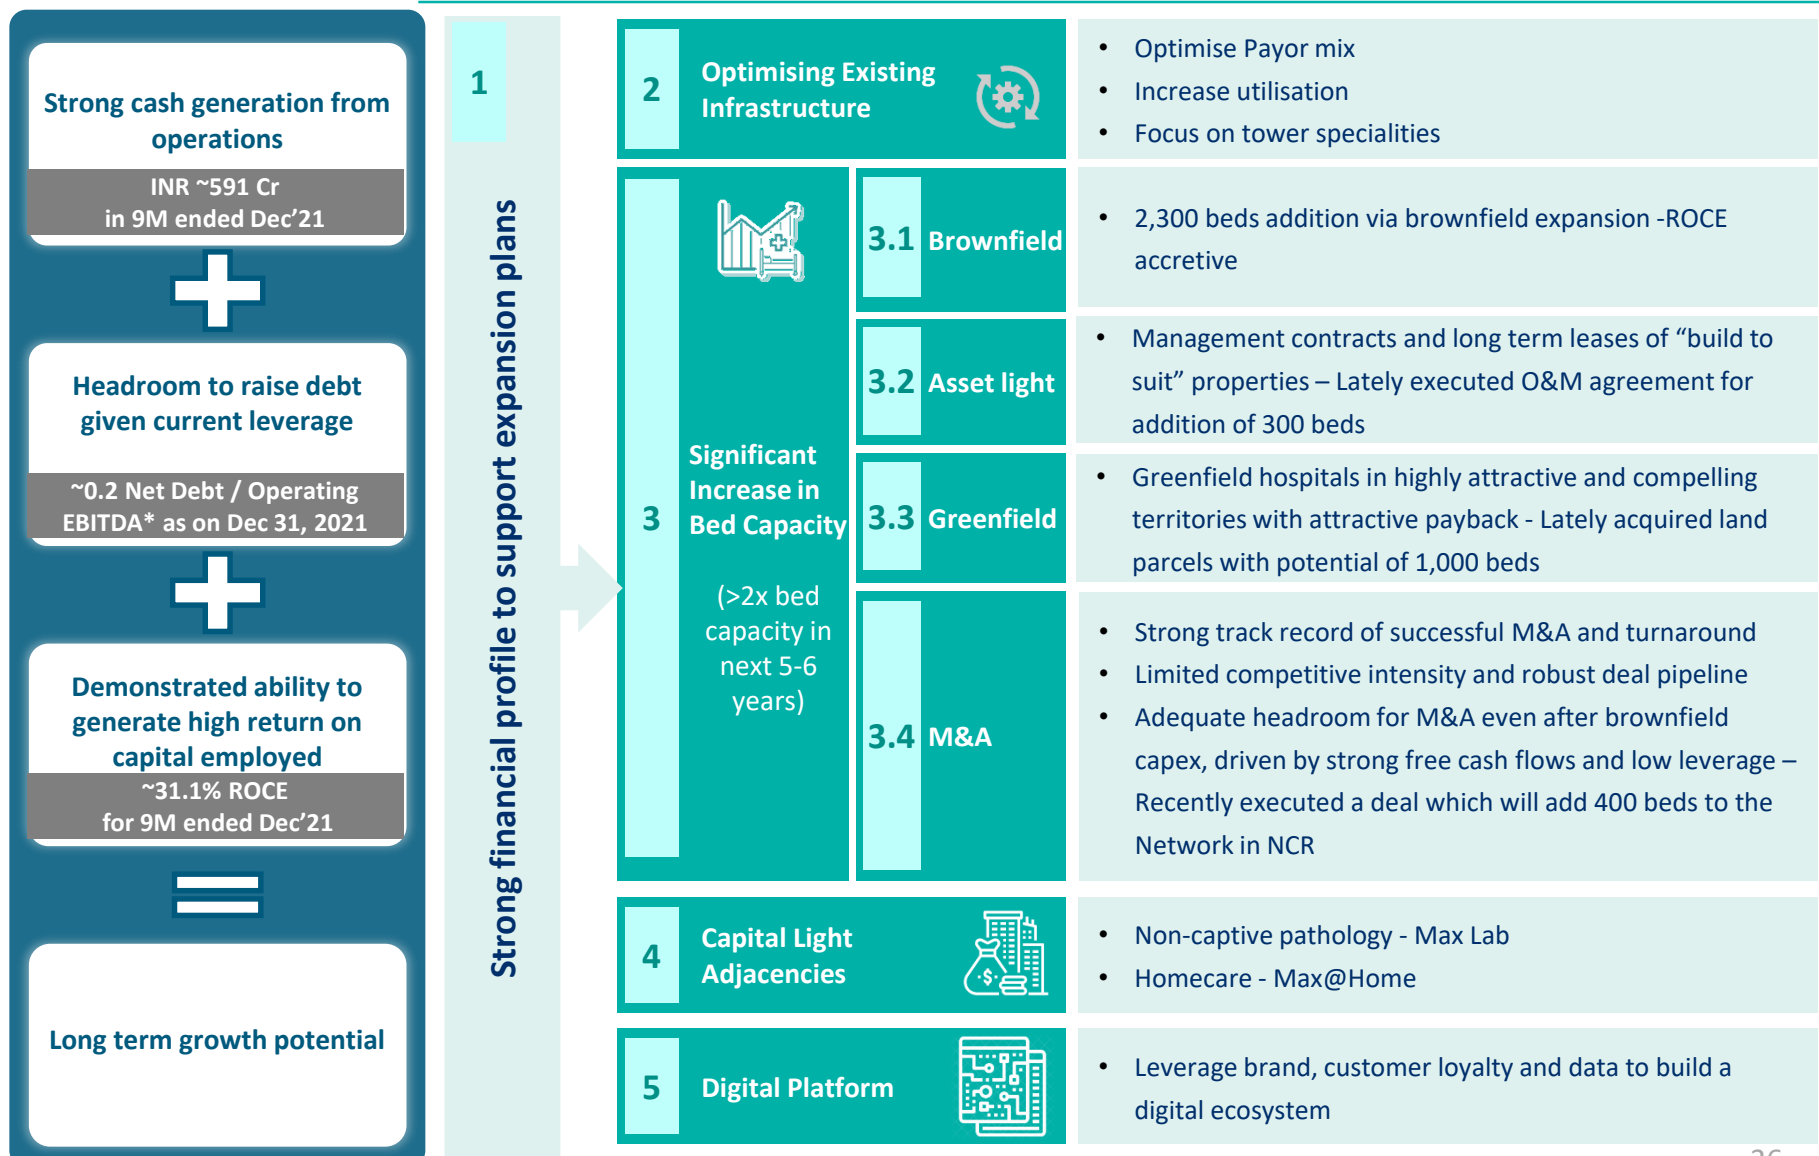 Strong cash generation from
operations
INR ~591 Cr
in 9M ended Dec’21
Headroom to raise debt
given current leverage
~0.2 Net Debt / Operating
EBITDA* as on Dec 31, 2021
Demonstrated ability to
generate high return on
capital employed
~31.1% ROCE
for 9M ended Dec’21
Long term growth potential
1
Strong financial profile to support expansion plans
2
Optimising Existing
Infrastructure
• Optimise Payor mix
• Increase utilisation
• Focus on tower specialities
3
Significant
Increase in
Bed Capacity
(>2x bed
capacity in
next 5-6
years)
3.1 Brownfield
• 2,300 beds addition via brownfield expansion -ROCE
accretive
3.2 Asset light
• Management contracts and long term leases of “build to
suit” properties – Lately executed O&M agreement for
addition of 300 beds
3.3 Greenfield
• Greenfield hospitals in highly attractive and compelling
territories with attractive payback - Lately acquired land
parcels with potential of 1,000 beds
3.4 M&A
• Strong track record of successful M&A and turnaround
• Limited competitive intensity and robust deal pipeline
• Adequate headroom for M&A even after brownfield
capex, driven by strong free cash flows and low leverage –
Recently executed a deal which will add 400 beds to the
Network in NCR
4
Capital Light
Adjacencies
• Non-captive pathology - Max Lab
• Homecare - Max@Home
5
Digital Platform
• Leverage brand, customer loyalty and data to build a
digital ecosystem